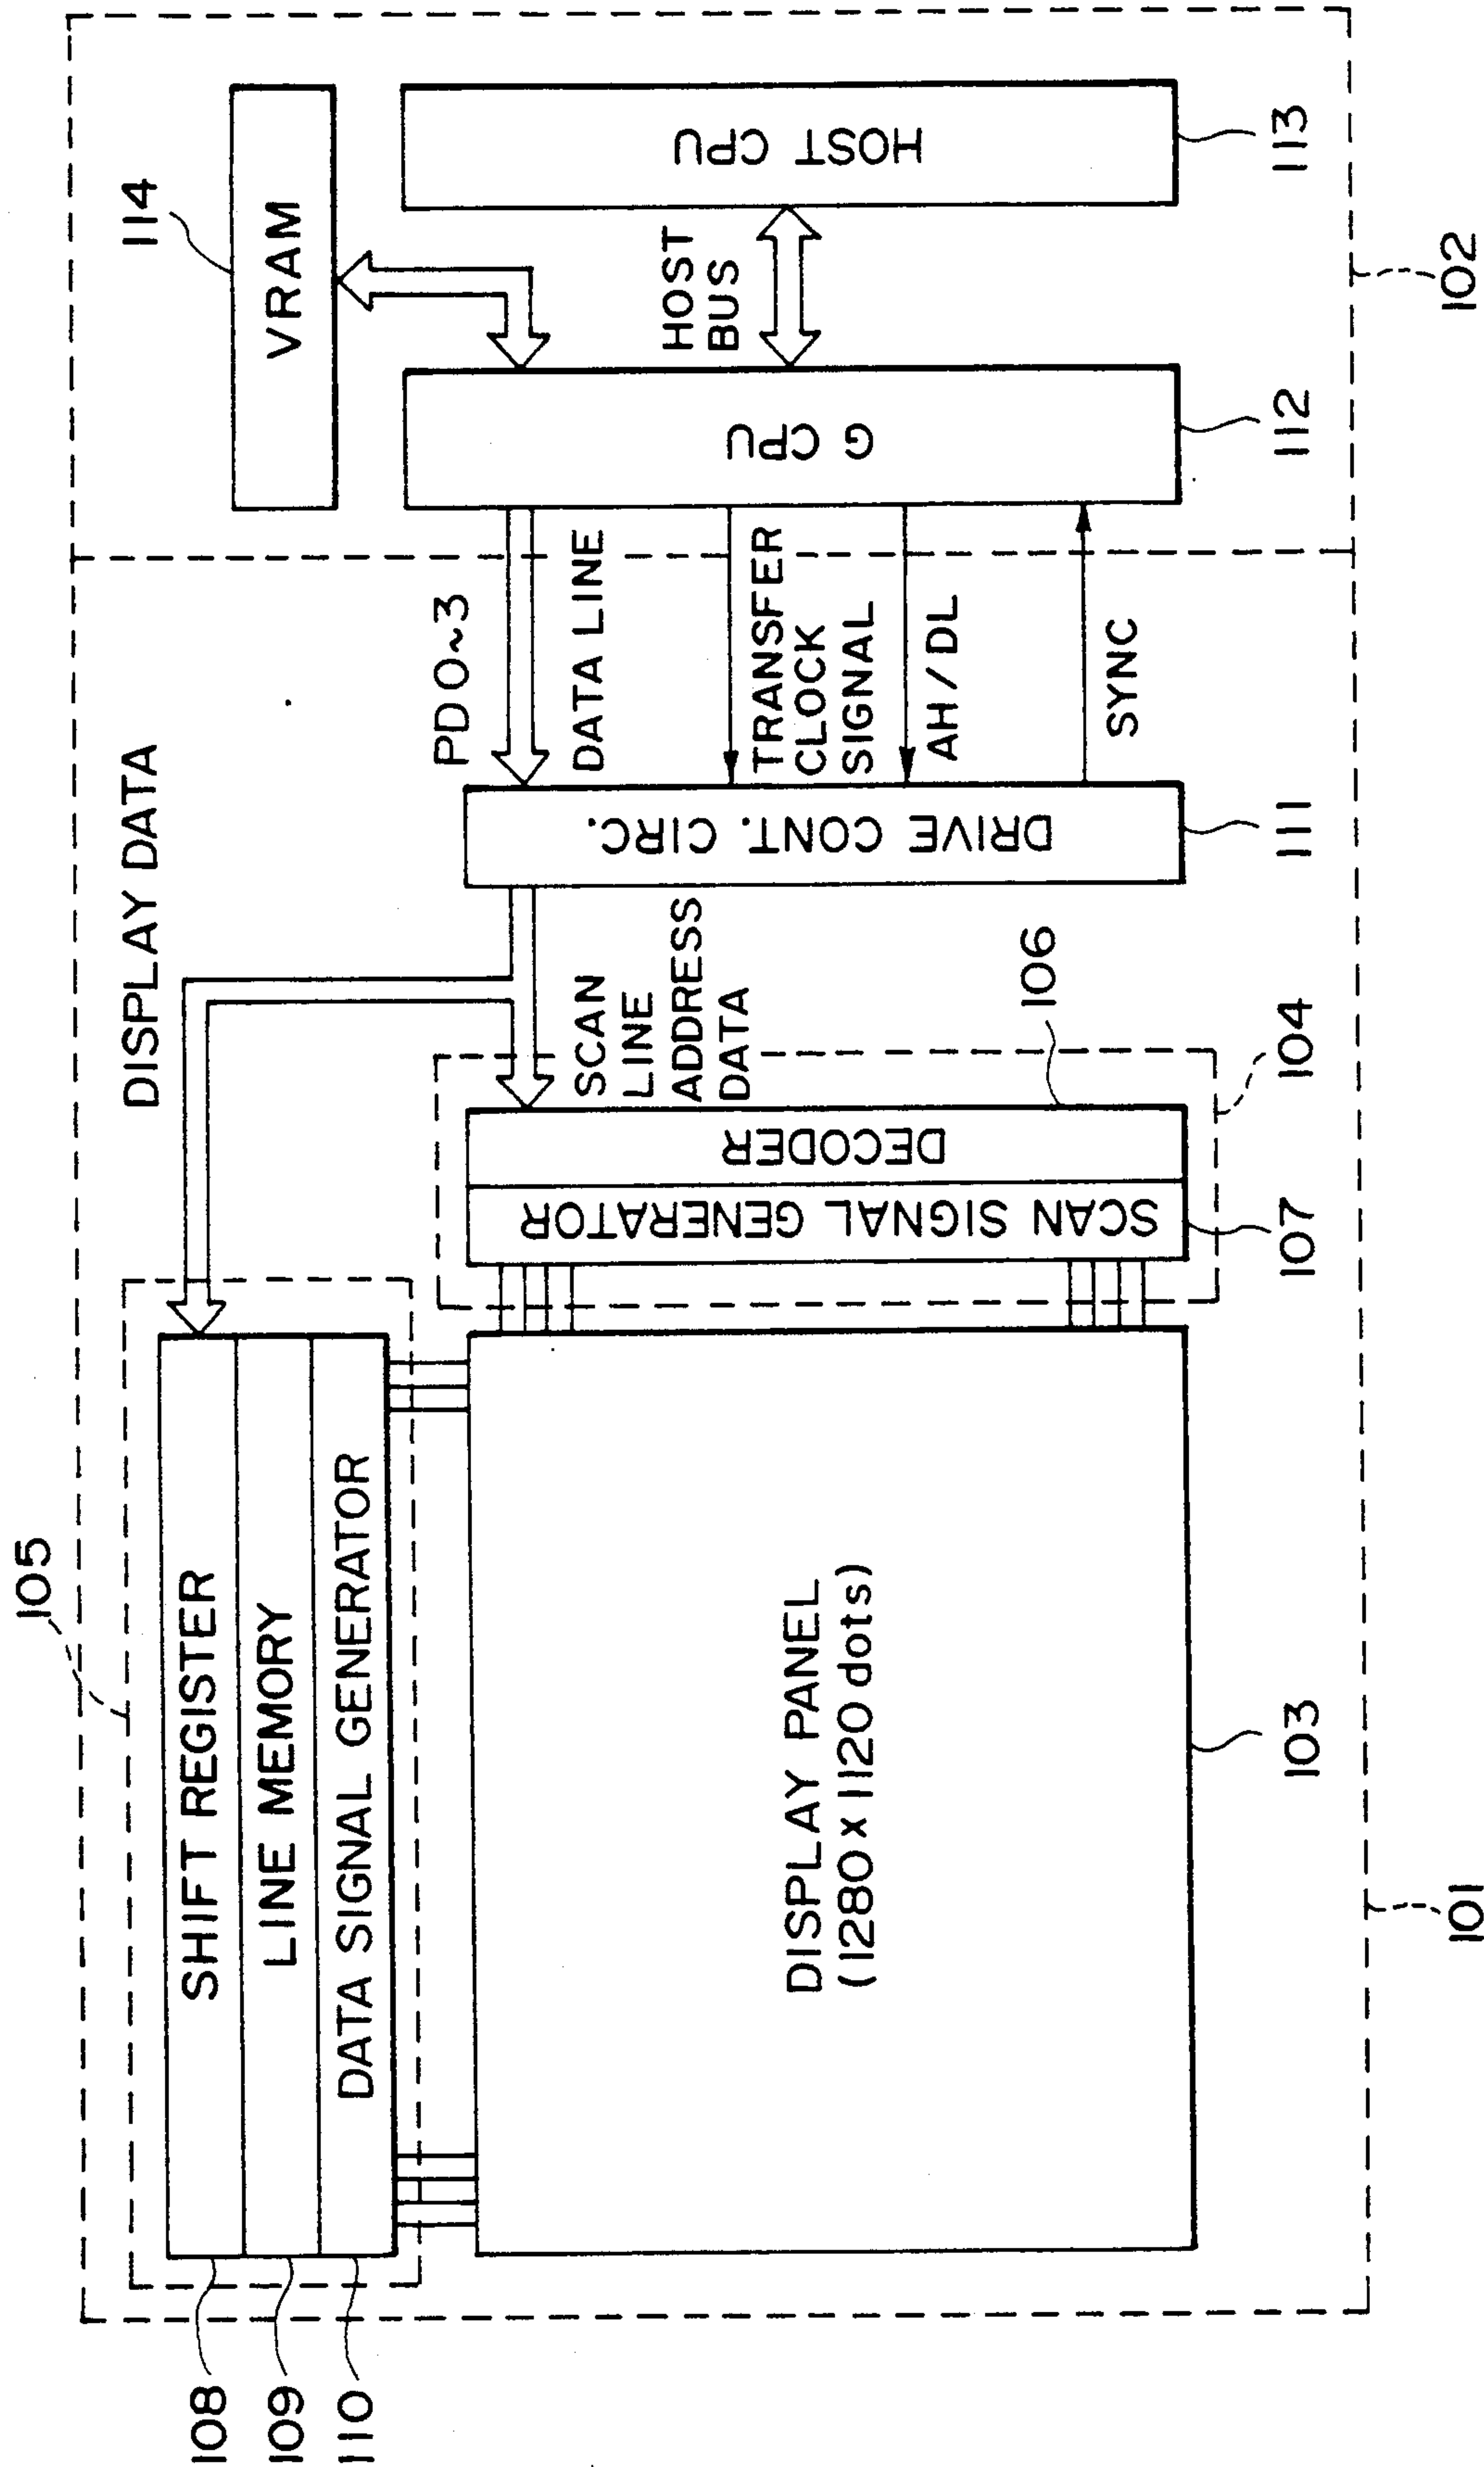 105
108
SHIFT REGISTER
109
LINE MEMORY
110
DATA SIGNAL GENERATOR
DISPLAY DATA
114
VRAM
DISPLAY PANEL
(1280 x 1120 dots)
103
SCAN SIGNAL GENERATOR
107
DECODER
106
104
SCAN
LINE
ADDRESS
DATA
DRIVE CONT. CIRC.
111
PD0~3
DATA LINE
TRANSFER
CLOCK
SIGNAL
AH/DL
SYNC
G CPU
112
HOST
BUS
HOST CPU
113
101
102